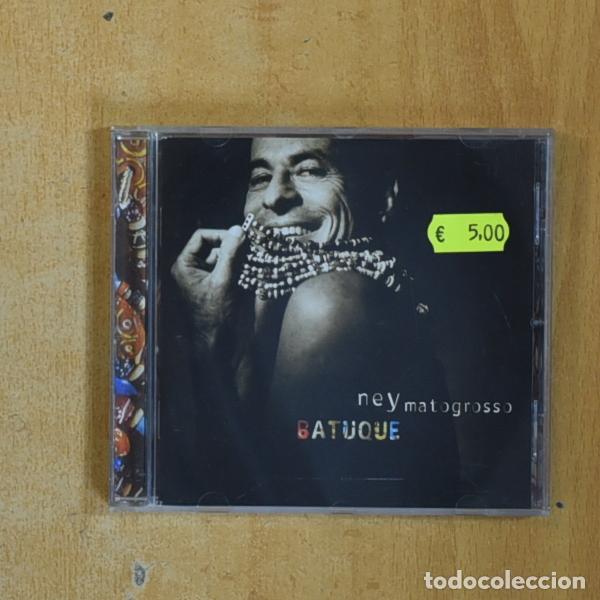 € 5,00
ney matogrosso
BATUQUE
todocoleccion